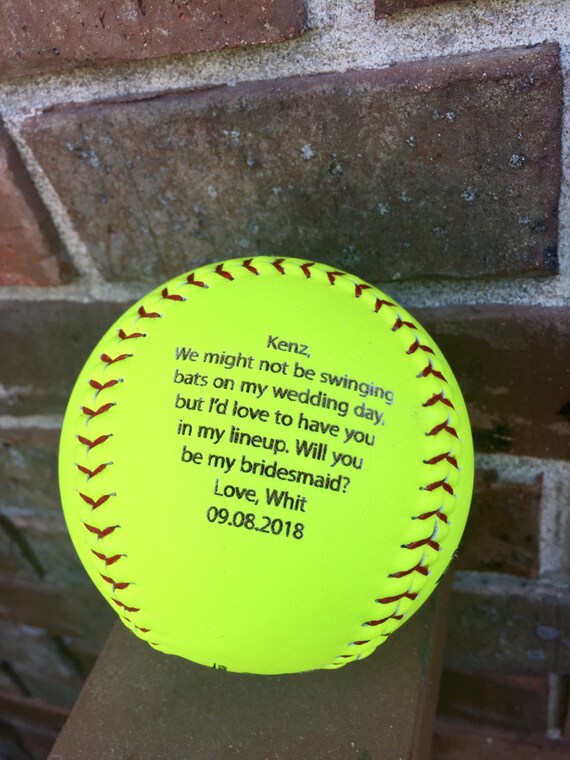 Kenz,
We might not be swinging
bats on my wedding day,
but I'd love to have you
in my lineup. Will you
be my bridesmaid?
Love, Whit
09.08.2018